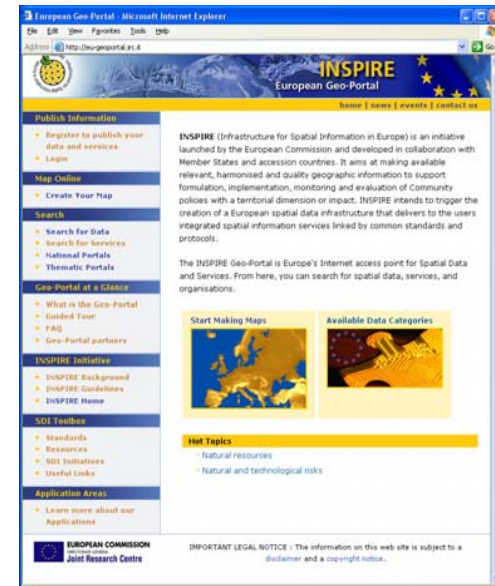 European Geo-Portal - Microsoft Internet Explorer
File Edit View Favorites Tools Help
Address http://eu-geoportal.jrc.it Go
INSPIRE
European Geo-Portal
home | news | events | contact us
Publish Information
Register to publish your
data and services
Login
Map Online
Create Your Map
Search
Search for Data
Search for Services
National Portals
Thematic Portals
Geo-Portal at a Glance
What is the Geo-Portal
Guided Tour
FAQ
Geo-Portal partners
INSPIRE Initiative
INSPIRE Background
INSPIRE Guidelines
INSPIRE Home
SDI Toolbox
Standards
Resources
SDI Initiatives
Useful Links
Application Areas
Learn more about our
Applications
INSPIRE (Infrastructure for Spatial Information in Europe) is an initiative
launched by the European Commission and developed in collaboration with
Member States and accession countries. It aims at making available
relevant, harmonised and quality geographic information to support
formulation, implementation, monitoring and evaluation of Community
policies with a territorial dimension or impact. INSPIRE intends to trigger the
creation of a European spatial data infrastructure that delivers to the users
integrated spatial information services linked by common standards and
protocols.
The INSPIRE Geo-Portal is Europe's Internet access point for Spatial Data
and Services. From here, you can search for spatial data, services, and
organisations.
Start Making Maps
Available Data Categories
Hot Topics
Natural resources
Natural and technological risks
EUROPEAN COMMISSION
Joint Research Centre
IMPORTANT LEGAL NOTICE : The information on this web site is subject to a
disclaimer and a copyright notice.